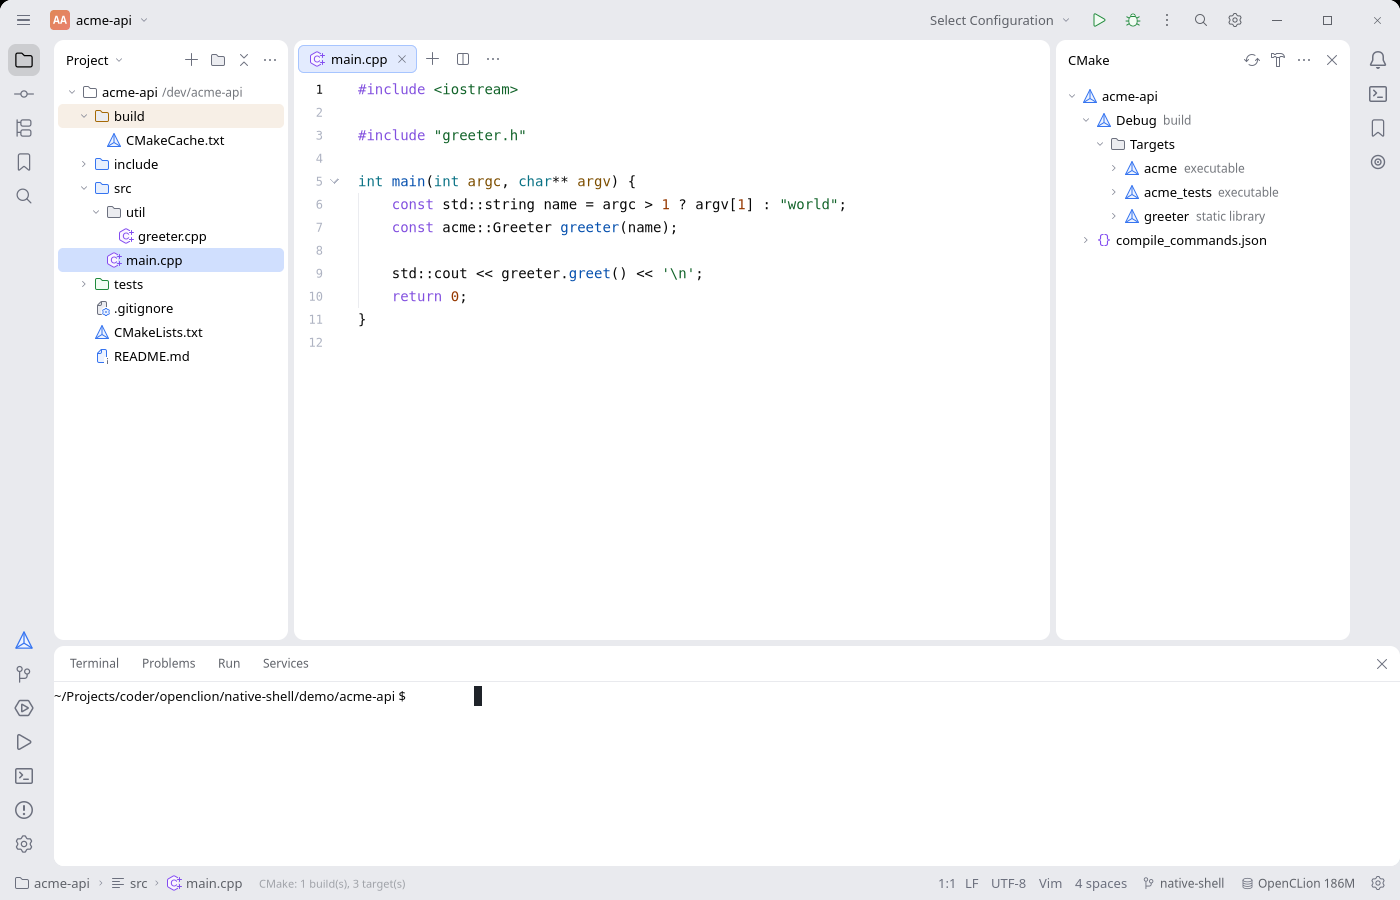 AA acme-api
Select Configuration
Project
acme-api /dev/acme-api
build
CMakeCache.txt
include
src
util
greeter.cpp
main.cpp
tests
.gitignore
CMakeLists.txt
README.md
main.cpp
1 #include <iostream>
2
3 #include "greeter.h"
4
5 int main(int argc, char** argv) {
6     const std::string name = argc > 1 ? argv[1] : "world";
7     const acme::Greeter greeter(name);
8
9     std::cout << greeter.greet() << '\n';
10     return 0;
11 }
12
CMake
acme-api
Debug build
Targets
acme executable
acme_tests executable
greeter static library
{} compile_commands.json
Terminal Problems Run Services
~/Projects/coder/openclion/native-shell/demo/acme-api $
acme-api > src > main.cpp CMake: 1 build(s), 3 target(s) 1:1 LF UTF-8 Vim 4 spaces native-shell OpenCLion 186M